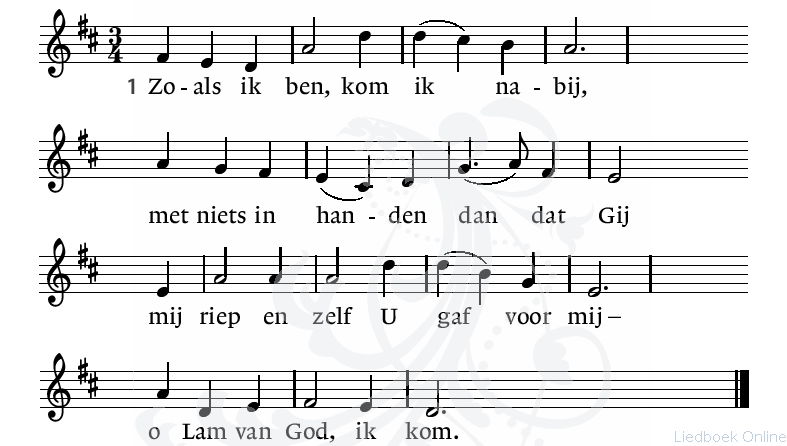 1 Zo - als ik ben, kom ik na - bij,
met niets in han - den dan dat Gij
mij riep en zelf U gaf voor mij –
o Lam van God, ik kom.
Liedboek Online